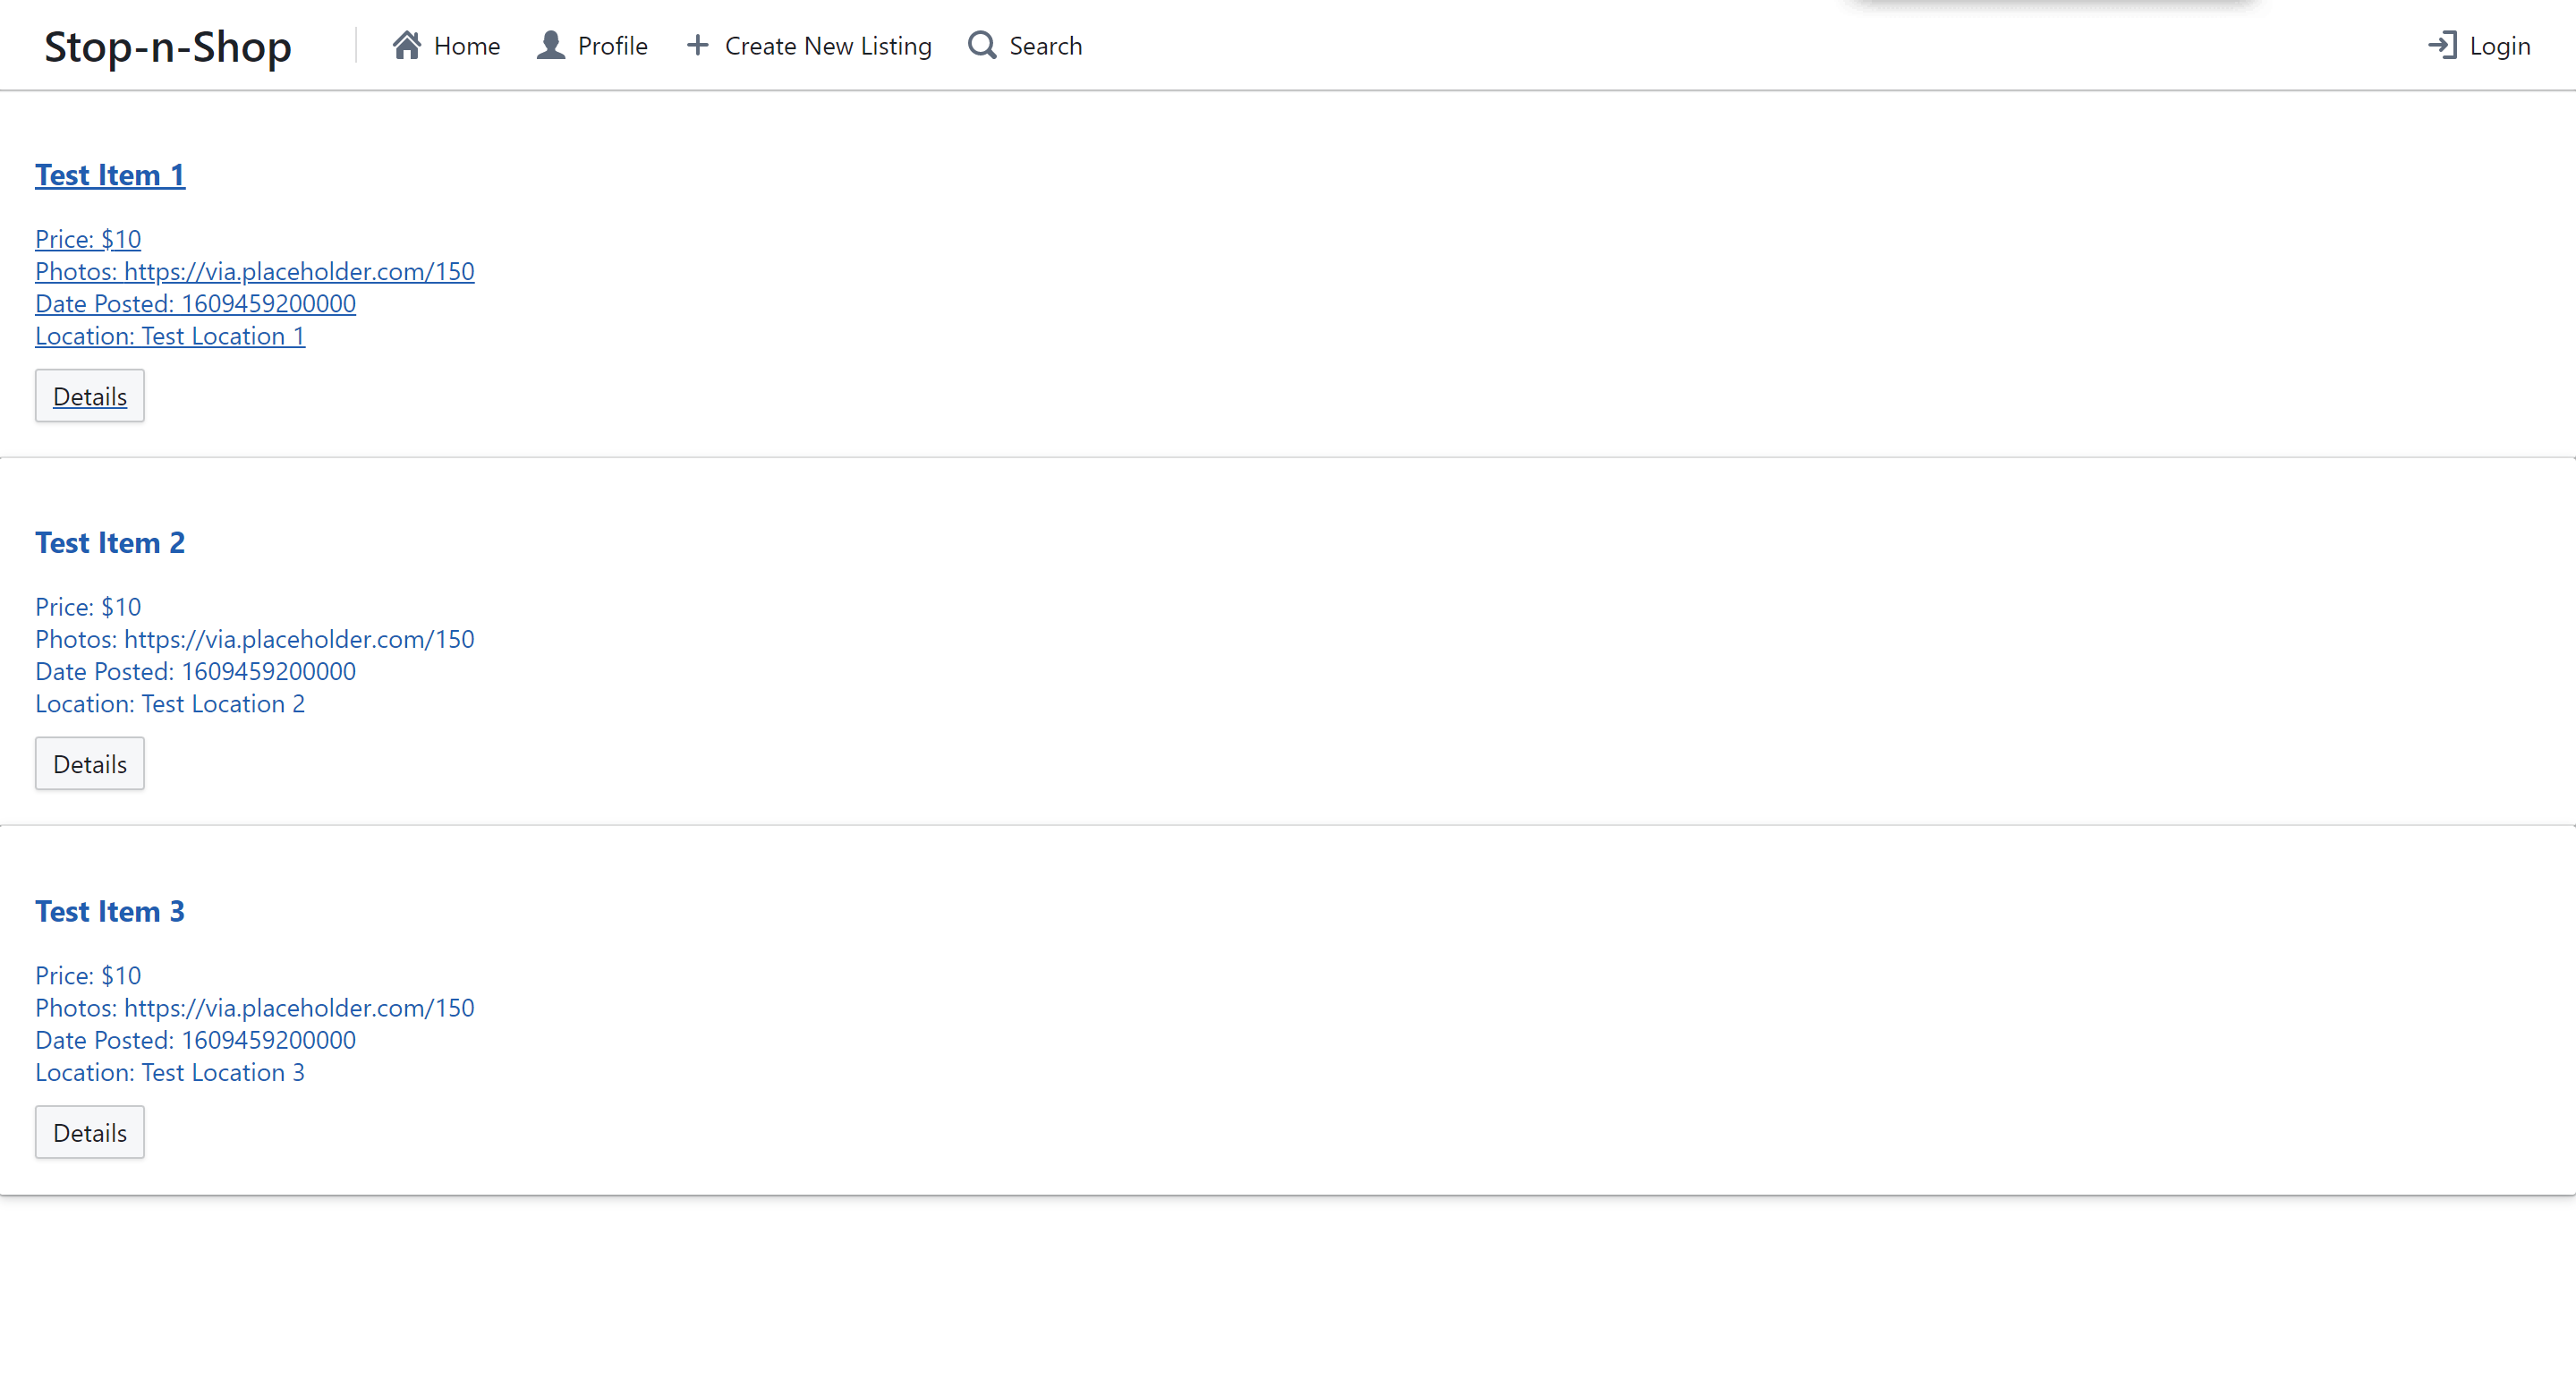 Stop-n-Shop Home Profile Create New Listing Search Login
Test Item 1
Price: $10
Photos: https://via.placeholder.com/150
Date Posted: 1609459200000
Location: Test Location 1
Details
Test Item 2
Price: $10
Photos: https://via.placeholder.com/150
Date Posted: 1609459200000
Location: Test Location 2
Details
Test Item 3
Price: $10
Photos: https://via.placeholder.com/150
Date Posted: 1609459200000
Location: Test Location 3
Details